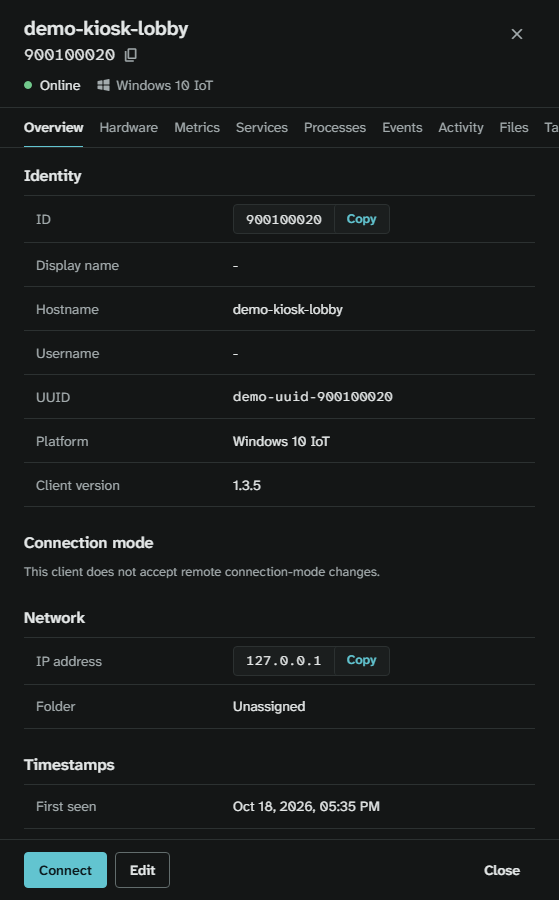 demo-kiosk-lobby
900100020
Online Windows 10 IoT
Overview Hardware Metrics Services Processes Events Activity Files Ta
Identity
ID 900100020 Copy
Display name -
Hostname demo-kiosk-lobby
Username -
UUID demo-uuid-900100020
Platform Windows 10 IoT
Client version 1.3.5
Connection mode
This client does not accept remote connection-mode changes.
Network
IP address 127.0.0.1 Copy
Folder Unassigned
Timestamps
First seen Oct 18, 2026, 05:35 PM
Connect Edit Close